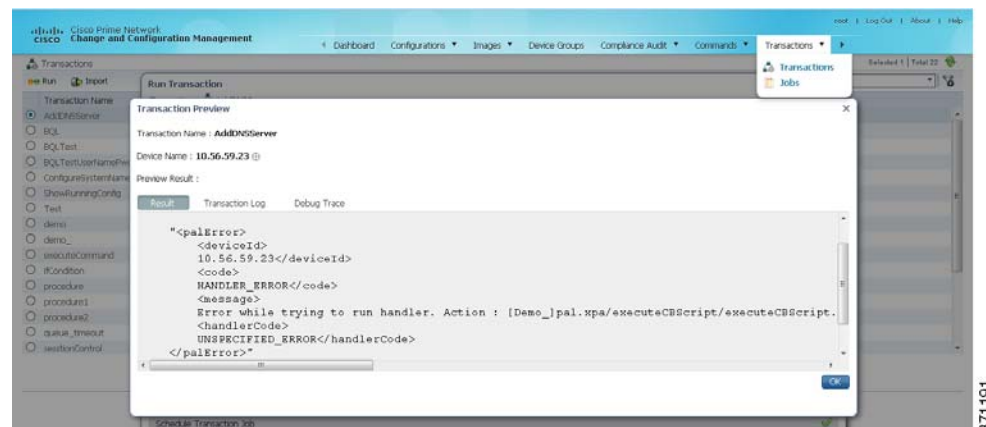 root | Log Out | About | Help
cisco Cisco Prime Network
Change and Configuration Management
Dashboard Configurations Images Device Groups Compliance Audit Commands Transactions
Transactions
Selected 1 | Total 22
Transactions
Jobs
Run Import
Run Transaction
Transaction Name
Transaction Preview
AddDNSServer
BQL
BQLTest
BQLTestUserNamePwd
ConfigureSystemName
ShowRunningConfig
Test
demo
demo_
executeCommand
ifCondition
procedure
procedure1
procedure2
queue_timeout
sessionControl
Transaction Name : AddDNSServer
Device Name : 10.56.59.23
Preview Result :
Result Transaction Log Debug Trace
"<palError>
<deviceId>
10.56.59.23</deviceId>
<code>
HANDLER_ERROR</code>
<message>
Error while trying to run handler. Action : [Demo_]pal.xpa/executeCBScript/executeCBScript.
<handlerCode>
UNSPECIFIED_ERROR</handlerCode>
</palError>"
OK
Schedule Transaction Job
371191